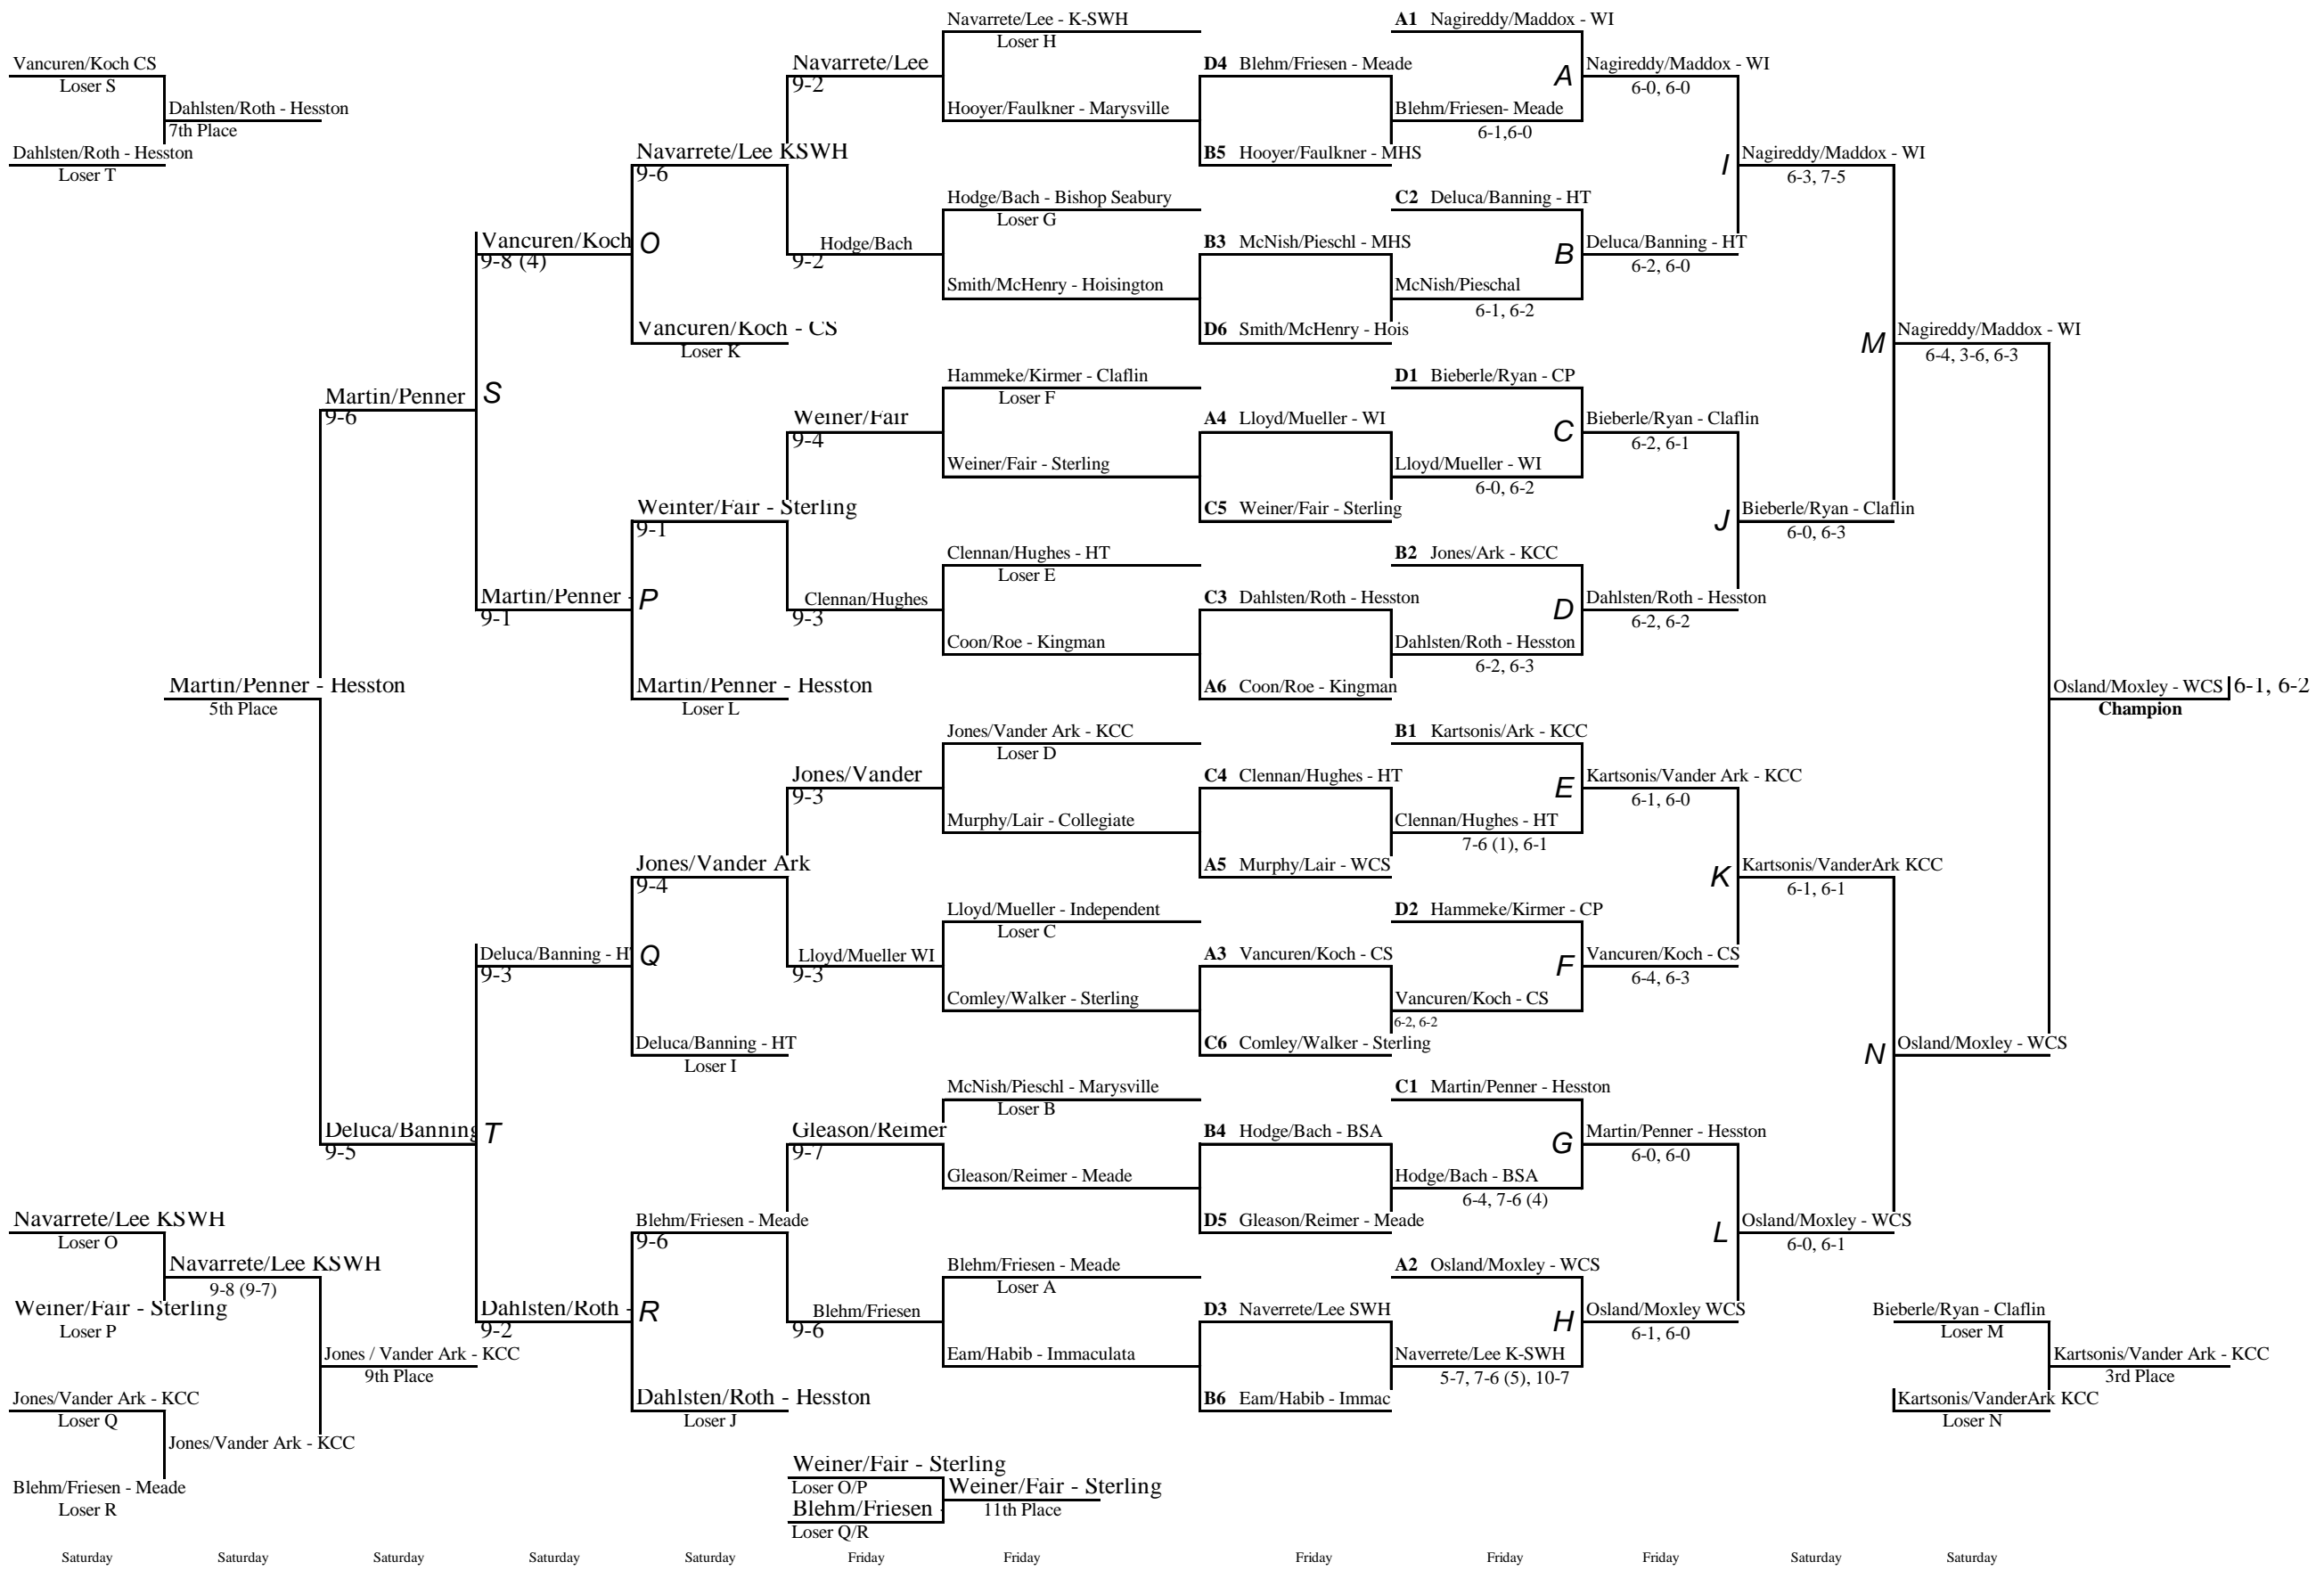 Navarrete/Lee - K-SWH
Loser H
A1 Nagireddy/Maddox - WI
Vancuren/Koch CS
Loser S
Navarrete/Lee
9-2
D4 Blehm/Friesen - Meade
A
Nagireddy/Maddox - WI
6-0, 6-0
Dahlsten/Roth - Hesston
7th Place
Hooyer/Faulkner - Marysville
Blehm/Friesen- Meade
6-1,6-0
Dahlsten/Roth - Hesston
Loser T
Navarrete/Lee KSWH
9-6
B5 Hooyer/Faulkner - MHS
I
Nagireddy/Maddox - WI
6-3, 7-5
Hodge/Bach - Bishop Seabury
Loser G
C2 Deluca/Banning - HT
Vancuren/Koch
9-8 (4)
O
Hodge/Bach
9-2
B3 McNish/Pieschl - MHS
B
Deluca/Banning - HT
6-2, 6-0
Smith/McHenry - Hoisington
McNish/Pieschal
6-1, 6-2
Vancuren/Koch - CS
Loser K
D6 Smith/McHenry - Hois
M
Nagireddy/Maddox - WI
6-4, 3-6, 6-3
Hammeke/Kirmer - Claflin
Loser F
D1 Bieberle/Ryan - CP
Martin/Penner
9-6
S
Weiner/Fair
9-4
A4 Lloyd/Mueller - WI
C
Bieberle/Ryan - Claflin
6-2, 6-1
Weiner/Fair - Sterling
Lloyd/Mueller - WI
6-0, 6-2
Weinter/Fair - Sterling
9-1
C5 Weiner/Fair - Sterling
J
Bieberle/Ryan - Claflin
6-0, 6-3
Clennan/Hughes - HT
Loser E
B2 Jones/Ark - KCC
Martin/Penner -
9-1
P
Clennan/Hughes
9-3
C3 Dahlsten/Roth - Hesston
D
Dahlsten/Roth - Hesston
6-2, 6-2
Coon/Roe - Kingman
Dahlsten/Roth - Hesston
6-2, 6-3
Martin/Penner - Hesston
5th Place
Martin/Penner - Hesston
Loser L
A6 Coon/Roe - Kingman
Osland/Moxley - WCS 6-1, 6-2
Champion
Jones/Vander Ark - KCC
Loser D
B1 Kartsonis/Ark - KCC
Jones/Vander
9-3
C4 Clennan/Hughes - HT
E
Kartsonis/Vander Ark - KCC
6-1, 6-0
Murphy/Lair - Collegiate
Clennan/Hughes - HT
7-6 (1), 6-1
Jones/Vander Ark
9-4
A5 Murphy/Lair - WCS
K
Kartsonis/VanderArk KCC
6-1, 6-1
Lloyd/Mueller - Independent
Loser C
D2 Hammeke/Kirmer - CP
Deluca/Banning - H
9-3
Q
Lloyd/Mueller WI
9-3
A3 Vancuren/Koch - CS
F
Vancuren/Koch - CS
6-4, 6-3
Comley/Walker - Sterling
Vancuren/Koch - CS
6-2, 6-2
Deluca/Banning - HT
Loser I
C6 Comley/Walker - Sterling
N
Osland/Moxley - WCS
McNish/Pieschl - Marysville
Loser B
C1 Martin/Penner - Hesston
Deluca/Banning
9-5
T
Gleason/Reimer
9-7
B4 Hodge/Bach - BSA
G
Martin/Penner - Hesston
6-0, 6-0
Gleason/Reimer - Meade
Hodge/Bach - BSA
6-4, 7-6 (4)
Navarrete/Lee KSWH
Loser O
Blehm/Friesen - Meade
9-6
D5 Gleason/Reimer - Meade
L
Osland/Moxley - WCS
6-0, 6-1
Navarrete/Lee KSWH
9-8 (9-7)
Blehm/Friesen - Meade
Loser A
A2 Osland/Moxley - WCS
Weiner/Fair - Sterling
Loser P
Dahlsten/Roth -
9-2
R
Blehm/Friesen
9-6
D3 Naverrete/Lee SWH
H
Osland/Moxley WCS
6-1, 6-0
Bieberle/Ryan - Claflin
Loser M
Jones / Vander Ark - KCC
9th Place
Eam/Habib - Immaculata
Naverrete/Lee K-SWH
5-7, 7-6 (5), 10-7
Kartsonis/Vander Ark - KCC
3rd Place
Jones/Vander Ark - KCC
Loser Q
Dahlsten/Roth - Hesston
Loser J
B6 Eam/Habib - Immac
Kartsonis/VanderArk KCC
Loser N
Jones/Vander Ark - KCC
Weiner/Fair - Sterling
Loser O/P
Weiner/Fair - Sterling
11th Place
Blehm/Friesen - Meade
Loser R
Blehm/Friesen
Loser Q/R
Saturday Saturday Saturday Saturday Saturday Friday Friday Friday Friday Friday Saturday Saturday